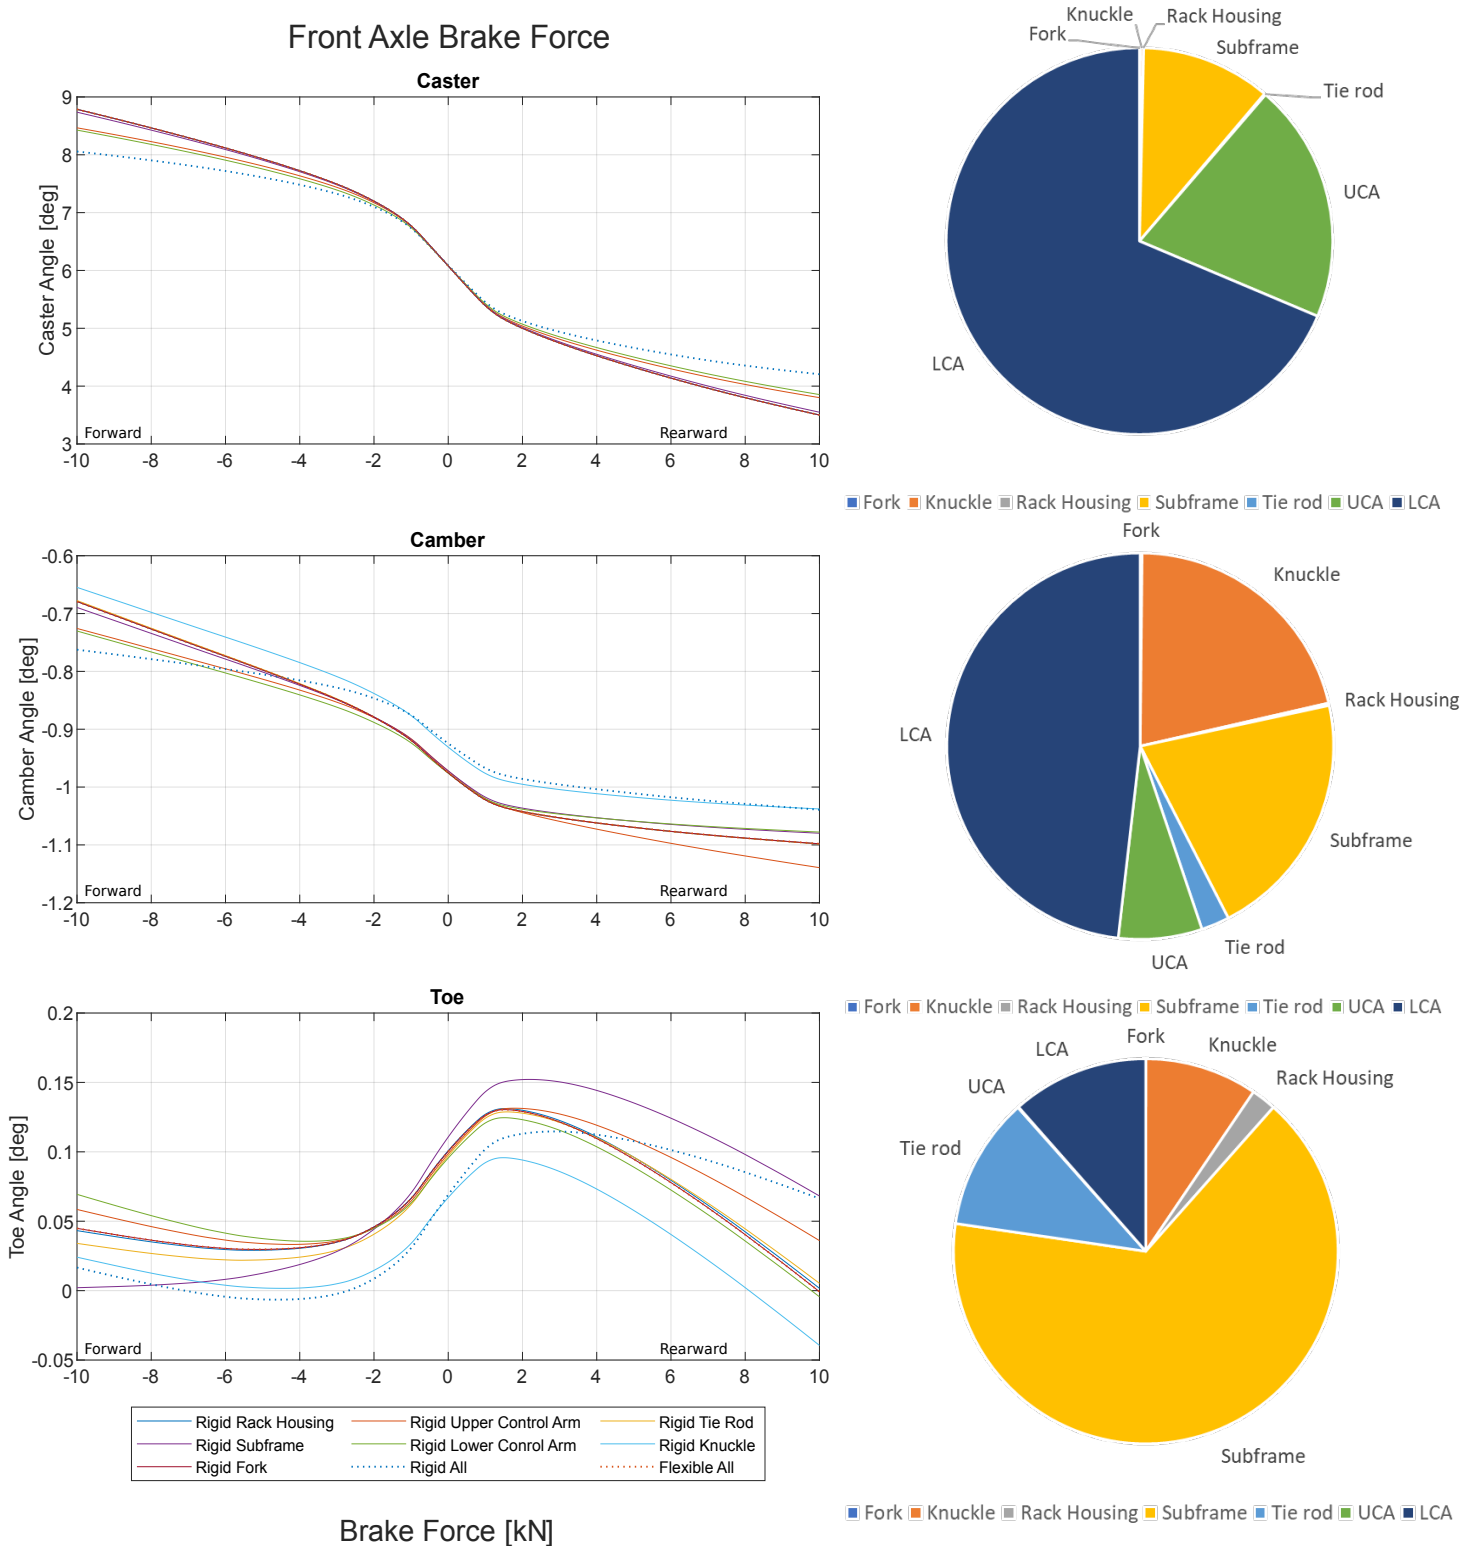 Front Axle Brake Force
Caster
9
8
7
6
5
4
3
Caster Angle [deg]
Forward
Rearward
-10 -8 -6 -4 -2 0 2 4 6 8 10
Knuckle
Rack Housing
Fork
Subframe
Tie rod
UCA
LCA
Fork Knuckle Rack Housing Subframe Tie rod UCA LCA
Camber
-0.6
-0.7
-0.8
-0.9
-1
-1.1
-1.2
Camber Angle [deg]
Forward
Rearward
-10 -8 -6 -4 -2 0 2 4 6 8 10
Fork
Knuckle
Rack Housing
LCA
Subframe
Tie rod
UCA
Fork Knuckle Rack Housing Subframe Tie rod UCA LCA
Toe
0.2
0.15
0.1
0.05
0
-0.05
Toe Angle [deg]
Forward
Rearward
-10 -8 -6 -4 -2 0 2 4 6 8 10
Fork
LCA
Knuckle
Rack Housing
UCA
Tie rod
Subframe
Fork Knuckle Rack Housing Subframe Tie rod UCA LCA
Rigid Rack Housing Rigid Upper Control Arm Rigid Tie Rod
Rigid Subframe Rigid Lower Conrol Arm Rigid Knuckle
Rigid Fork Rigid All Flexible All
Brake Force [kN]